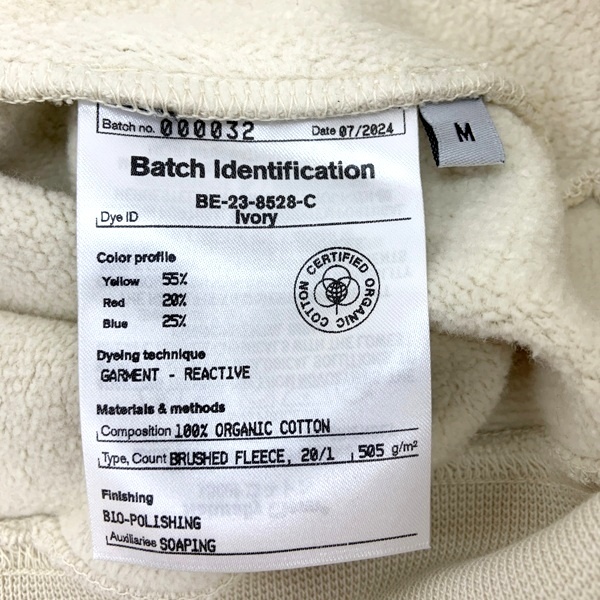 Batch no. 000032 Date 07/2024
M
Batch Identification
BE-23-8528-C
Dye ID Ivory
Color profile
Yellow 55%
Red 20%
Blue 25%
CERTIFIED ORGANIC COTTON
Dyeing technique
GARMENT - REACTIVE
Materials & methods
Composition 100% ORGANIC COTTON
Type, Count BRUSHED FLEECE, 20/1 505 g/m²
Finishing
BIO-POLISHING
Auxiliaries SOAPING